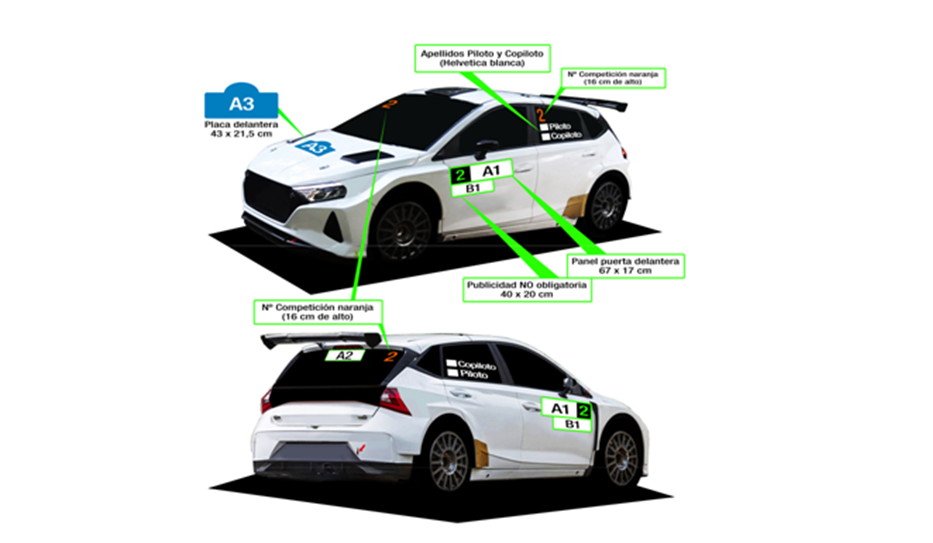 Apellidos Piloto y Copiloto
(Helvetica blanca)
Nº Competición naranja
(16 cm de alto)
A3
Placa delantera
43 x 21,5 cm
2
2
Piloto
Copiloto
A3
2 A1
B1
Panel puerta delantera
67 x 17 cm
Publicidad NO obligatoria
40 x 20 cm
Nº Competición naranja
(16 cm de alto)
A2
2
Copiloto
Piloto
A1 2
B1